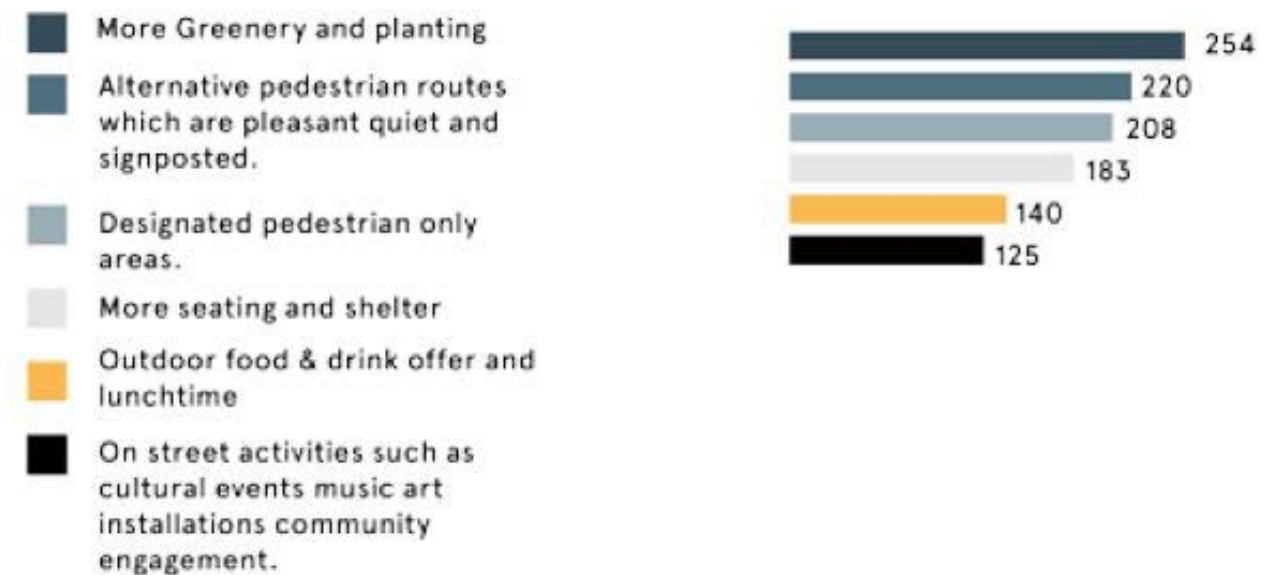 More Greenery and planting
Alternative pedestrian routes
which are pleasant quiet and
signposted.
Designated pedestrian only
areas.
More seating and shelter
Outdoor food & drink offer and
lunchtime
On street activities such as
cultural events music art
installations community
engagement.
254
220
208
183
140
125